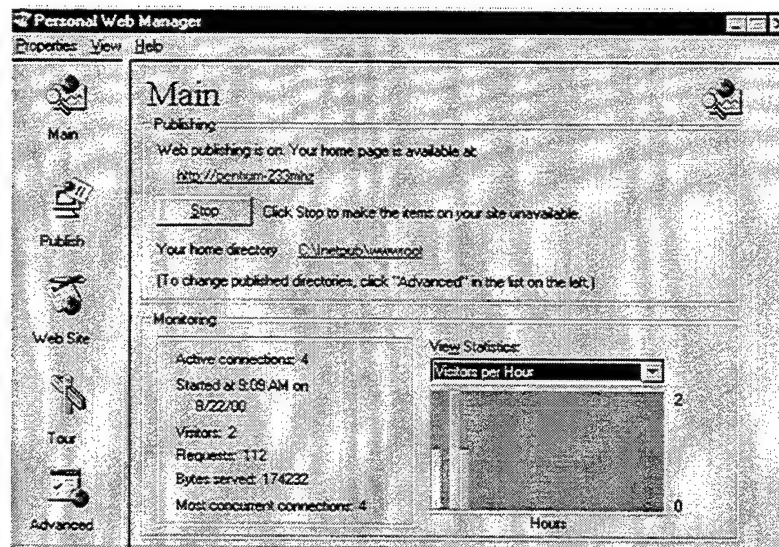 Personal Web Manager
Properties View Help
Main
Publish
Web Site
Tour
Advanced
Main
Publishing
Web publishing is on. Your home page is available at:
http://pentium-233mhz
Stop
Click Stop to make the items on your site unavailable.
Your home directory: C:\Inetpub\wwwroot
(To change published directories, click "Advanced" in the list on the left.)
Monitoring
Active connections: 4
Started at 9:09 AM on
8/22/00
Visitors: 2
Requests: 112
Bytes served: 174232
Most concurrent connections: 4
View Statistics:
Visitors per Hour
2
0
Hours